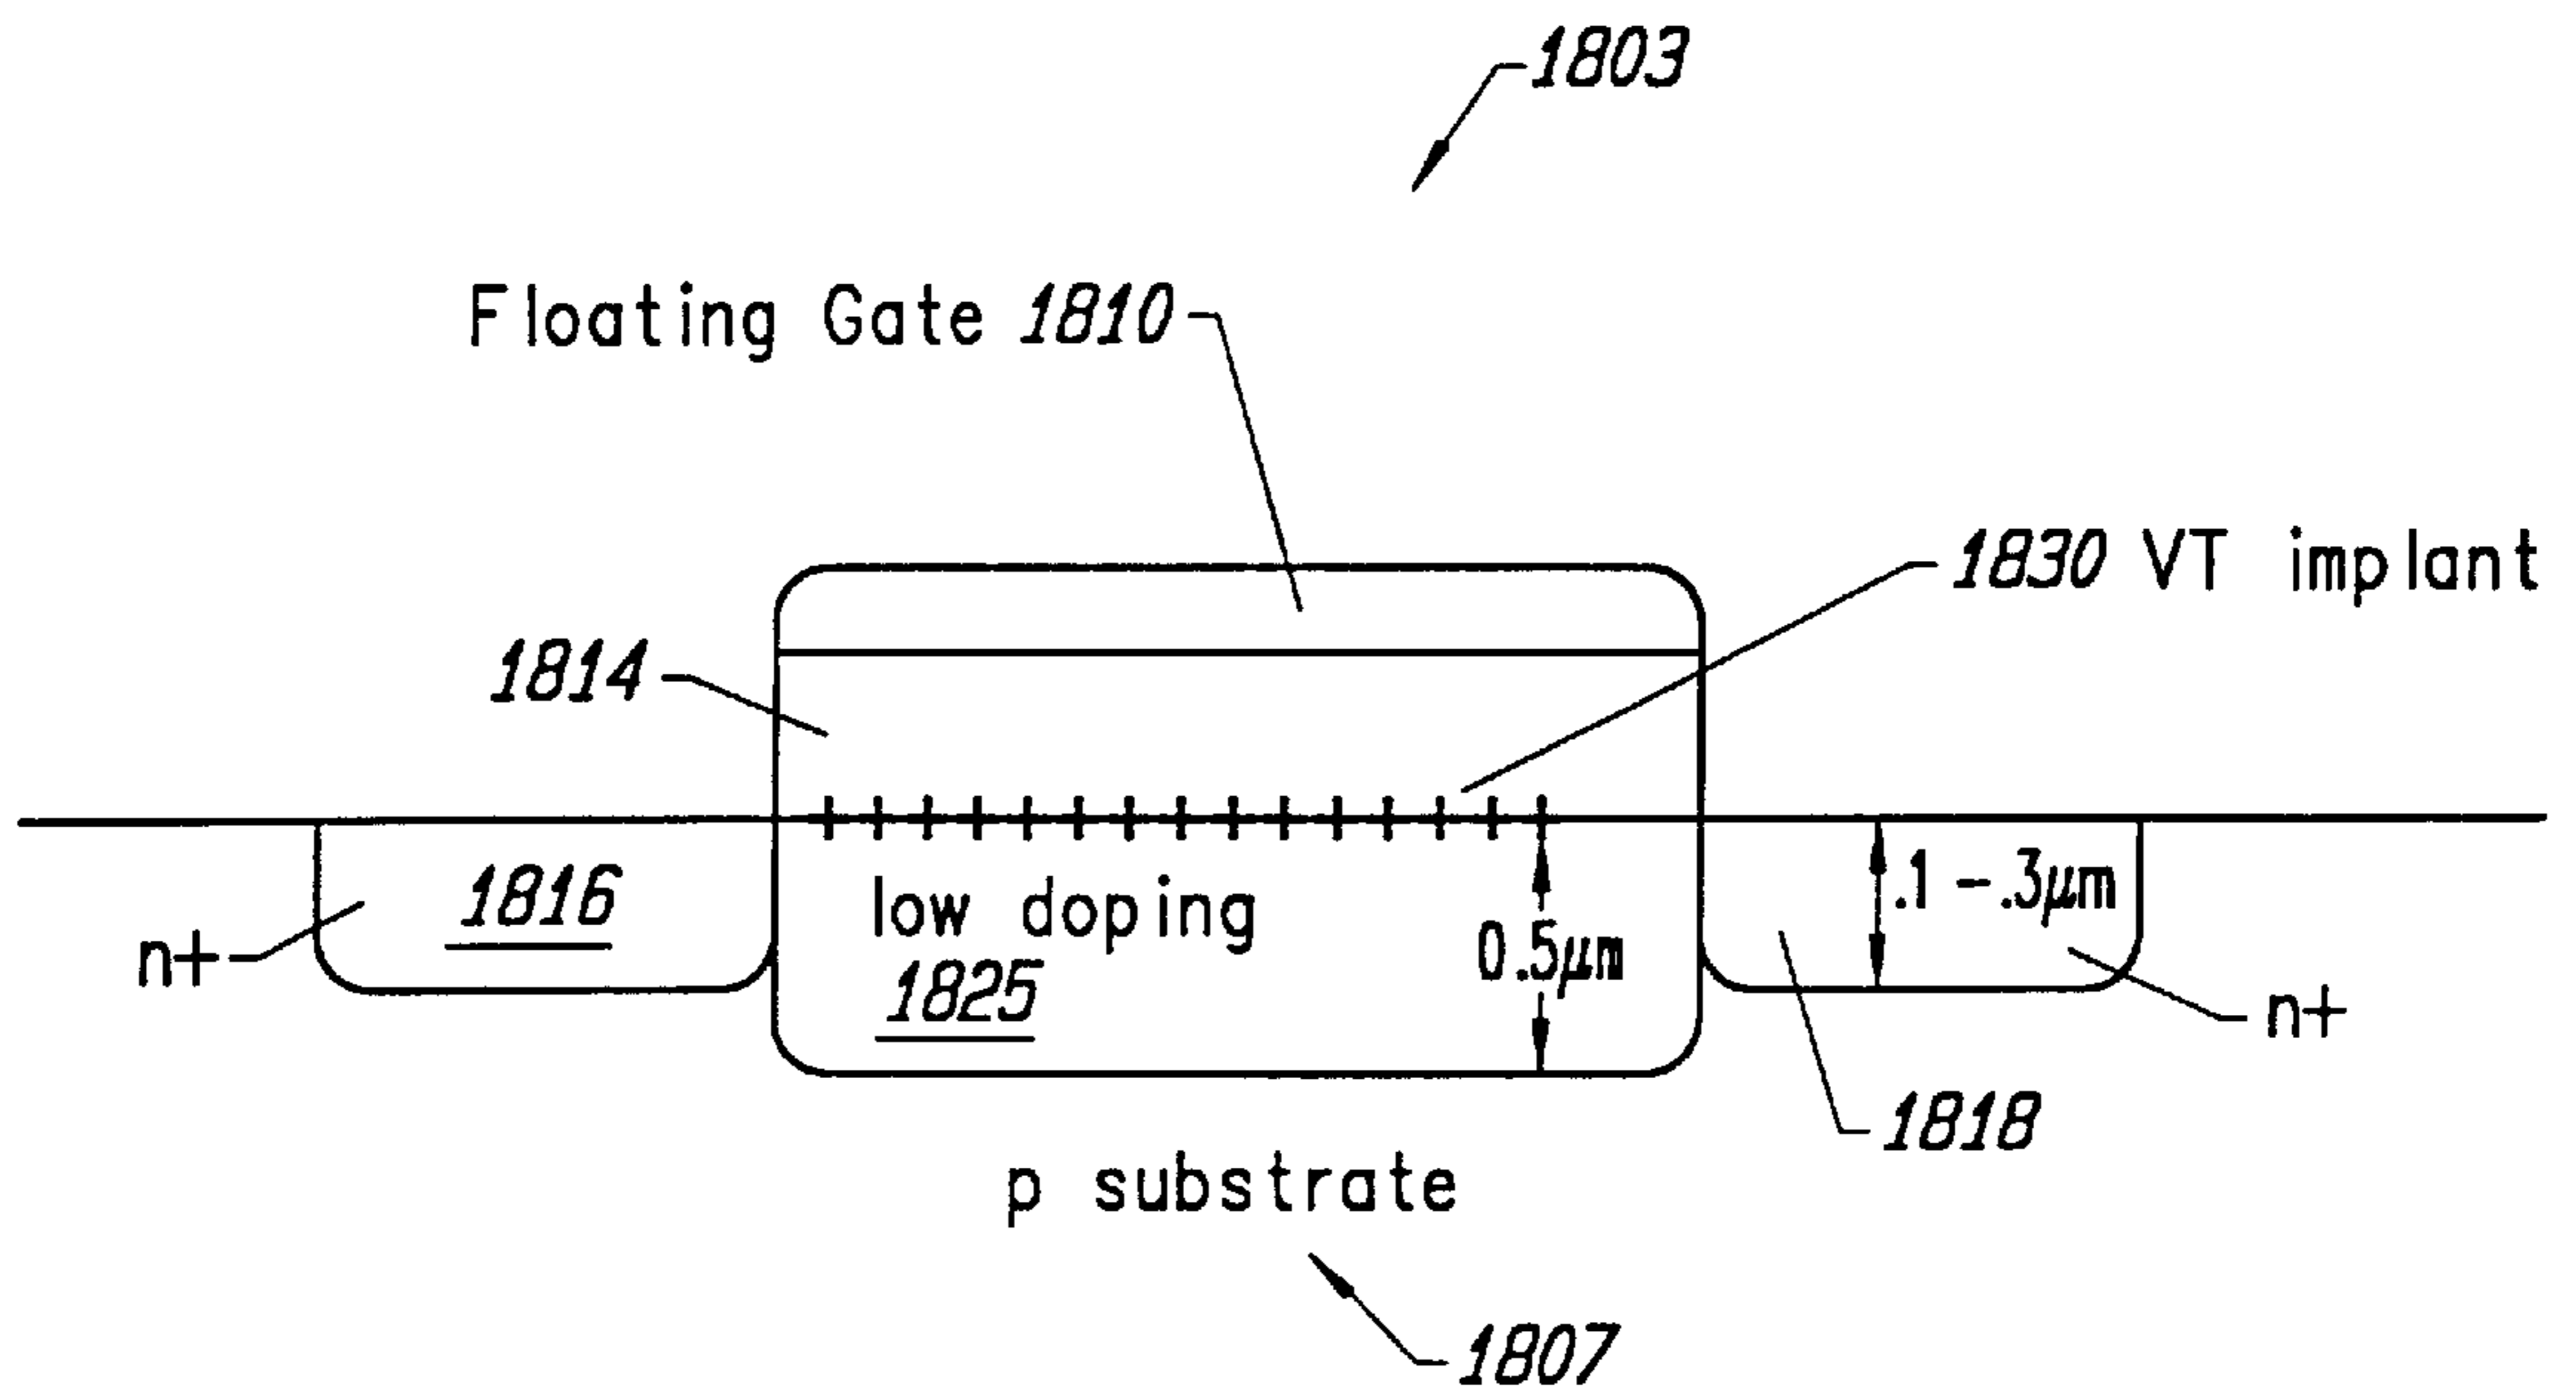 1803
Floating Gate 1810
1830 VT implant
1814
1816
low doping
1825
.1-.3μm
0.5μm
n+
n+
1818
p substrate
1807